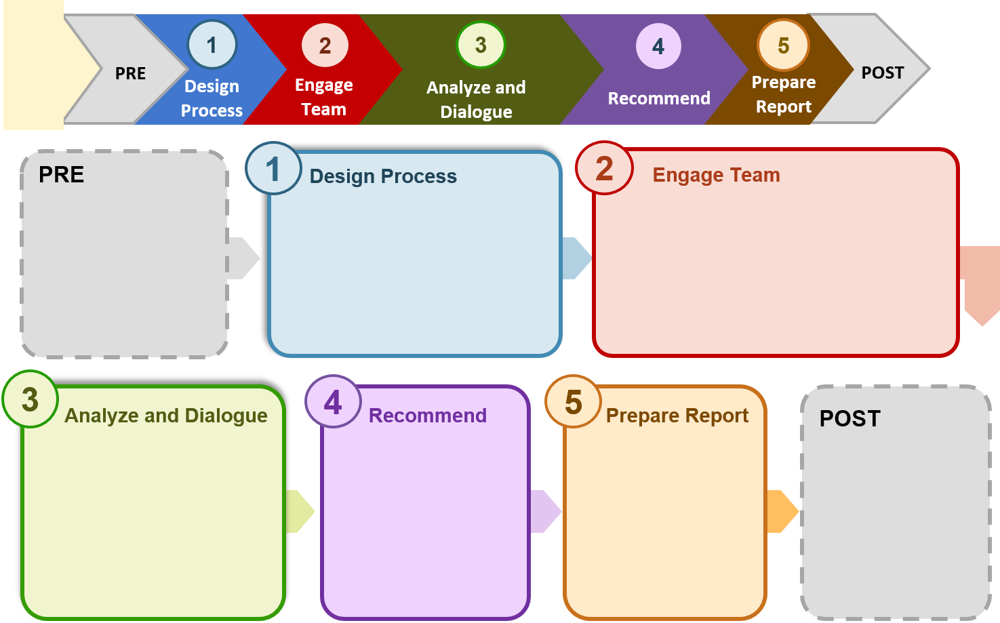 PRE
1
Design
Process
2
Engage
Team
3
Analyze and
Dialogue
4
Recommend
5
Prepare
Report
POST
PRE
1
Design Process
2
Engage Team
3
Analyze and Dialogue
4
Recommend
5
Prepare Report
POST